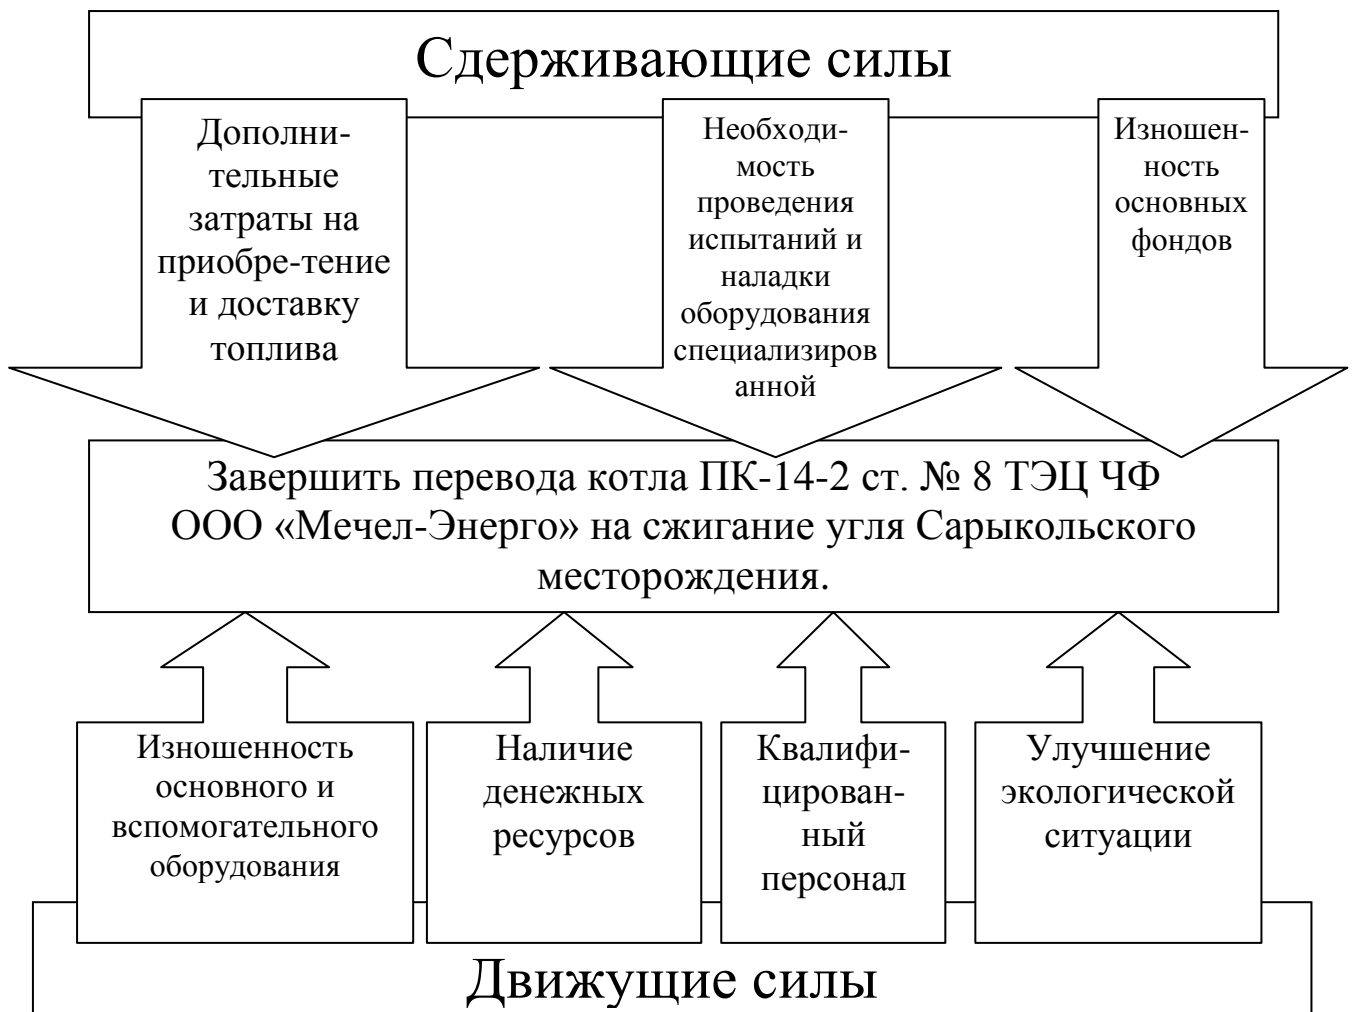 Сдерживающие силы
Дополни-
тельные
затраты на
приобре-тение
и доставку
топлива
Необходи-
мость
проведения
испытаний и
наладки
оборудования
специализиров
анной
Изношен-
ность
основных
фондов
Завершить перевода котла ПК-14-2 ст. № 8 ТЭЦ ЧФ
ООО «Мечел-Энерго» на сжигание угля Сарыкольского
месторождения.
Изношенность
основного и
вспомогательного
оборудования
Наличие
денежных
ресурсов
Квалифи-
цирован-
ный
персонал
Улучшение
экологической
ситуации
Движущие силы